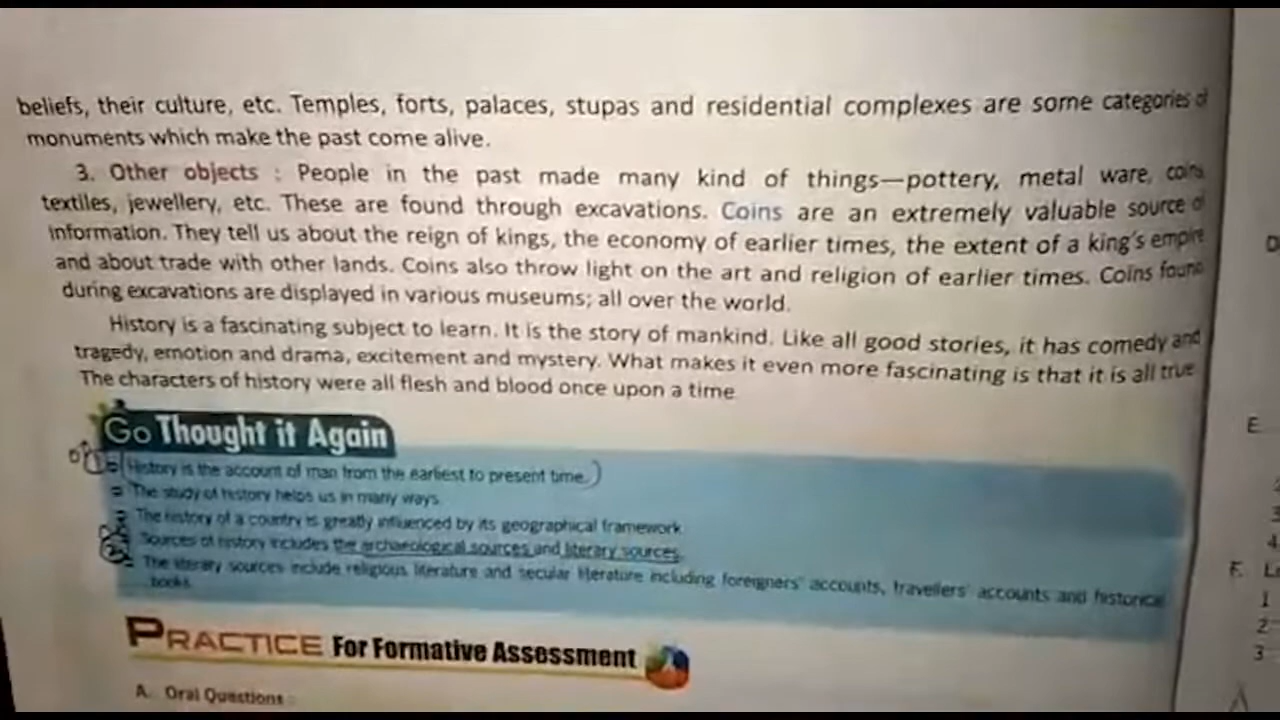 beliefs, their culture, etc. Temples, forts, palaces, stupas and residential complexes are some categories of
monuments which make the past come alive.
3. Other objects : People in the past made many kind of things—pottery, metal ware, coins
textiles, jewellery, etc. These are found through excavations. Coins are an extremely valuable source of
information. They tell us about the reign of kings, the economy of earlier times, the extent of a king's empire
and about trade with other lands. Coins also throw light on the art and religion of earlier times. Coins found
during excavations are displayed in various museums; all over the world.
History is a fascinating subject to learn. It is the story of mankind. Like all good stories, it has comedy and
tragedy, emotion and drama, excitement and mystery. What makes it even more fascinating is that it is all true
The characters of history were all flesh and blood once upon a time
Go Thought it Again
History is the account of man from the earliest to present time.
The study of history helps us in many ways
The history of a country is greatly influenced by its geographical framework
Sources of history includes the archaeological sources and literary sources.
The literary sources include religious literature and secular literature including foreigners' accounts, travellers' accounts and historical
books
PRACTICE For Formative Assessment
A. Oral Questions
E.
4
F.
1
2
3